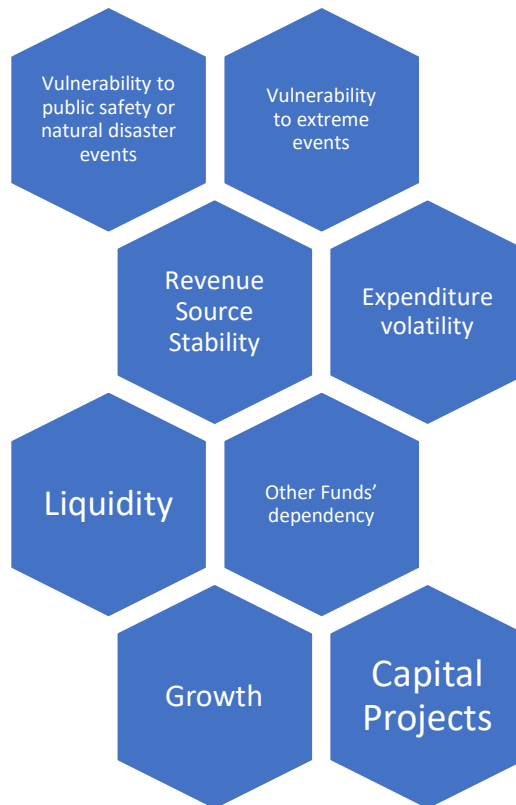 Vulnerability to
public safety or
natural disaster
events
Vulnerability
to extreme
events
Revenue
Source
Stability
Expenditure
volatility
Liquidity
Other Funds’
dependency
Growth
Capital
Projects